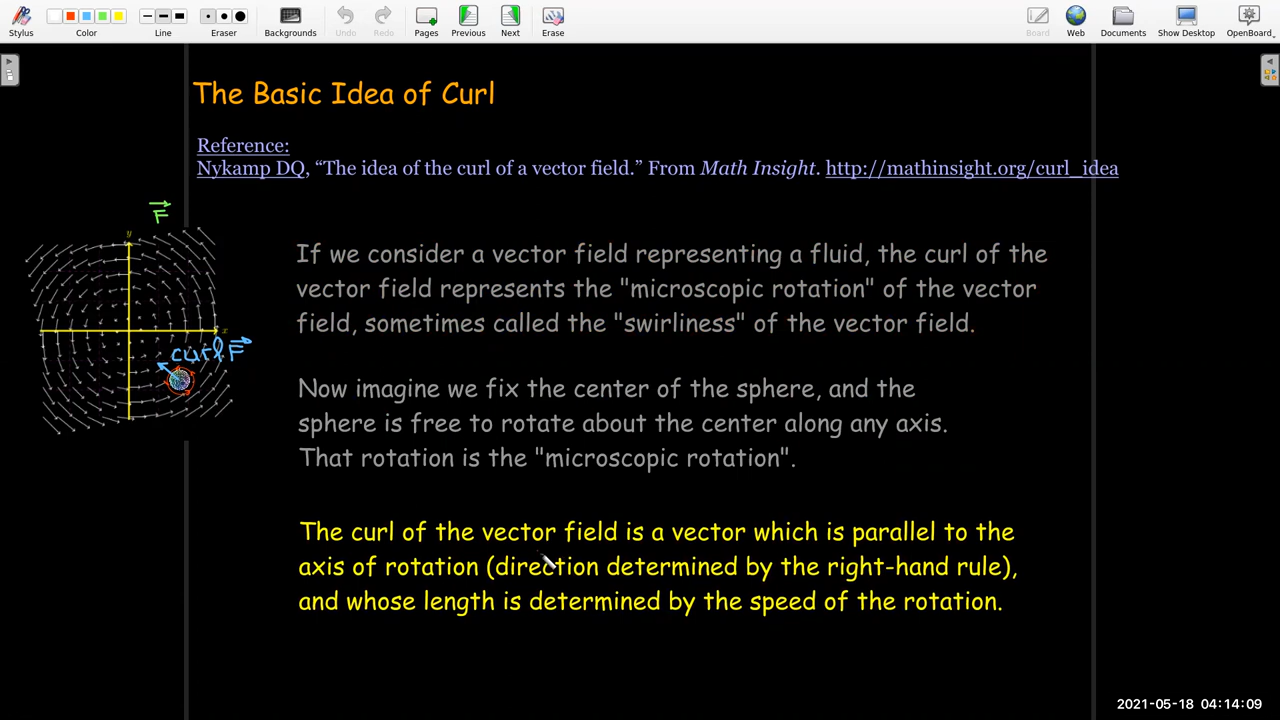 Stylus Color Line Eraser Backgrounds Undo Redo Pages Previous Next Erase Board Web Documents Show Desktop OpenBoard
The Basic Idea of Curl
Reference:
Nykamp DQ, “The idea of the curl of a vector field.” From Math Insight. http://mathinsight.org/curl_idea
F
y
x
curl F
If we consider a vector field representing a fluid, the curl of the
vector field represents the "microscopic rotation" of the vector
field, sometimes called the "swirliness" of the vector field.
Now imagine we fix the center of the sphere, and the
sphere is free to rotate about the center along any axis.
That rotation is the "microscopic rotation".
The curl of the vector field is a vector which is parallel to the
axis of rotation (direction determined by the right-hand rule),
and whose length is determined by the speed of the rotation.
2021-05-18 04:14:09